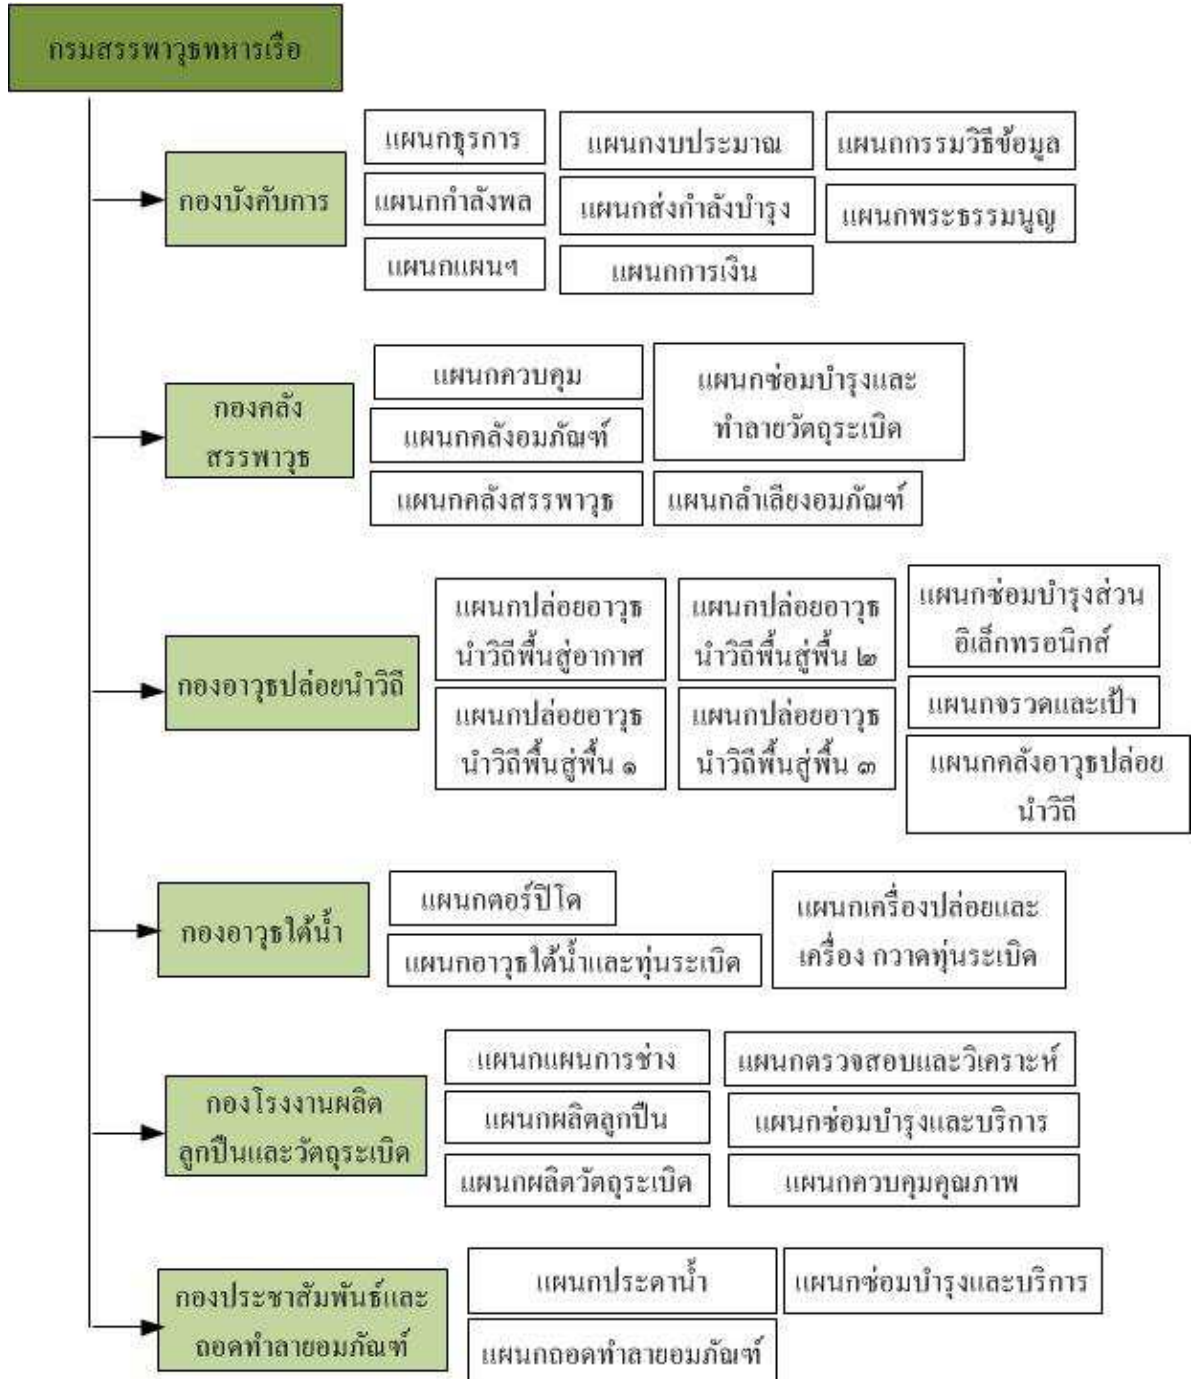 กรมสรรพาวุธทหารเรือ
กองบังคับการ
แผนกธุรการ
แผนกกำลังพล
แผนกแผนฯ
แผนกงบประมาณ
แผนกส่งกำลังบำรุง
แผนกการเงิน
แผนกกรรมวิธีข้อมูล
แผนกพระธรรมนูญ
กองคลัง
สรรพาวุธ
แผนกควบคุม
แผนกคลังอมภัณฑ์
แผนกคลังสรรพาวุธ
แผนกซ่อมบำรุงและ
ทำลายวัตถุระเบิด
แผนกลำเลียงอมภัณฑ์
กองอาวุธปล่อยนำวิถี
แผนกปล่อยอาวุธ
นำวิถีพื้นสู่อากาศ
แผนกปล่อยอาวุธ
นำวิถีพื้นสู่พื้น ๑
แผนกปล่อยอาวุธ
นำวิถีพื้นสู่พื้น ๒
แผนกปล่อยอาวุธ
นำวิถีพื้นสู่พื้น ๓
แผนกซ่อมบำรุงส่วน
อิเล็กทรอนิกส์
แผนกจรวดและเป้า
แผนกคลังอาวุธปล่อย
นำวิถี
กองอาวุธใต้น้ำ
แผนกตอร์ปิโด
แผนกอาวุธใต้น้ำและทุ่นระเบิด
แผนกเครื่องปล่อยและ
เครื่อง กวาดทุ่นระเบิด
กองโรงงานผลิต
ลูกปืนและวัตถุระเบิด
แผนกแผนการช่าง
แผนกผลิตลูกปืน
แผนกผลิตวัตถุระเบิด
แผนกตรวจสอบและวิเคราะห์
แผนกซ่อมบำรุงและบริการ
แผนกควบคุมคุณภาพ
กองประชาสัมพันธ์และ
ถอดทำลายอมภัณฑ์
แผนกประดาน้ำ
แผนกถอดทำลายอมภัณฑ์
แผนกซ่อมบำรุงและบริการ